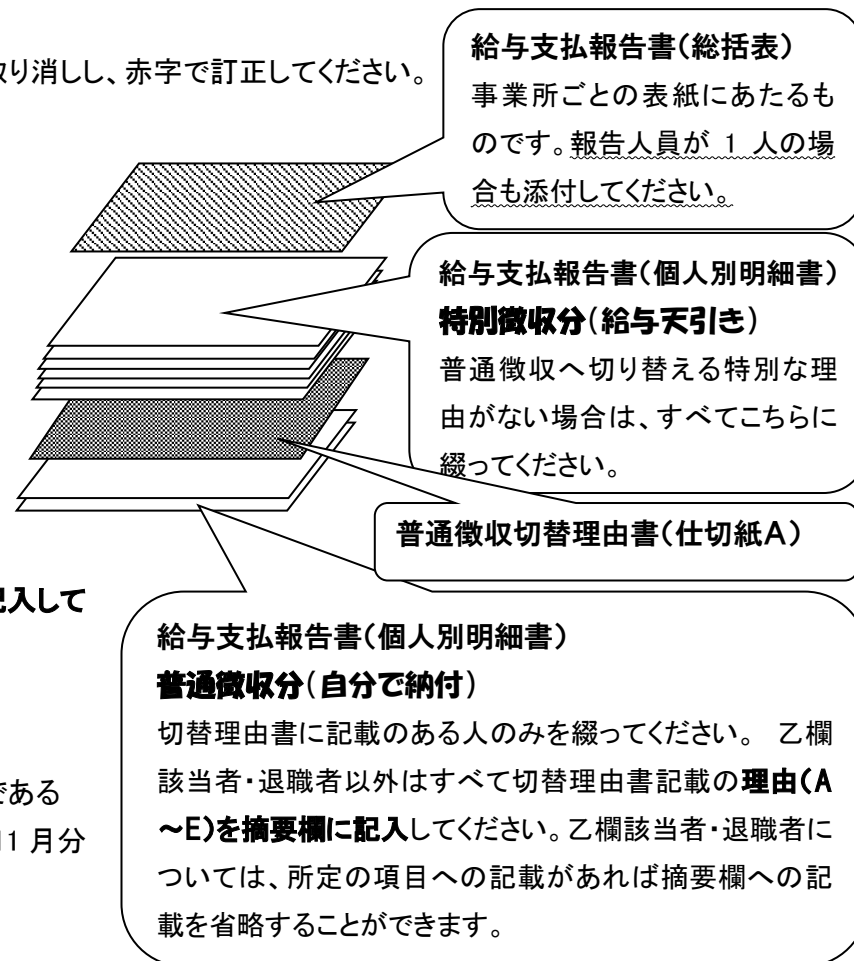 取り消しし、赤字で訂正してください。
給与支払報告書(総括表)
事業所ごとの表紙にあたるも
のです。報告人員が 1 人の場
合も添付してください。
給与支払報告書(個人別明細書)
特別徴収分(給与天引き)
普通徴収へ切り替える特別な理
由がない場合は、すべてこちらに
綴ってください。
普通徴収切替理由書(仕切紙A)
記入して
給与支払報告書(個人別明細書)
普通徴収分(自分で納付)
切替理由書に記載のある人のみを綴ってください。 乙欄
である
該当者・退職者以外はすべて切替理由書記載の理由(A
月1 月分
~E)を摘要欄に記入してください。乙欄該当者・退職者に
ついては、所定の項目への記載があれば摘要欄への記
載を省略することができます。